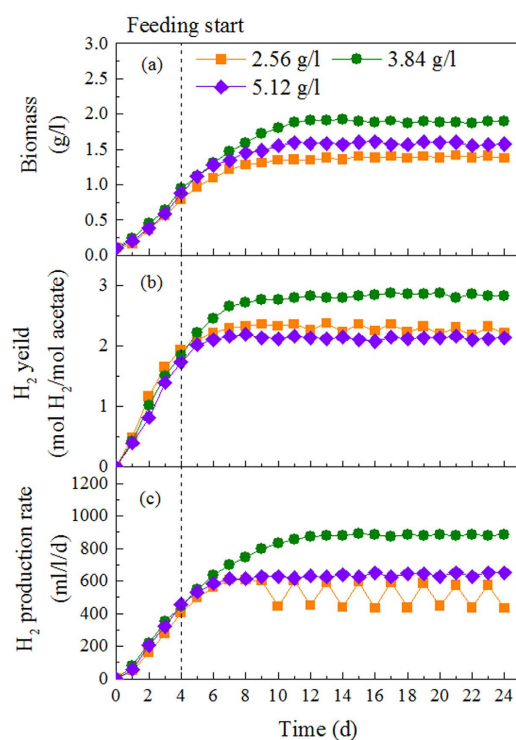 Feeding start
3.0
2.5
2.0
1.5
1.0
0.5
0.0
Biomass
(g/l)
(a)
2.56 g/l
3.84 g/l
5.12 g/l
3
2
1
0
H₂ yeild
(mol H₂/mol acetate)
(b)
1200
1000
800
600
400
200
0
H₂ production rate
(ml/l/d)
(c)
0 2 4 6 8 10 12 14 16 18 20 22 24
Time (d)